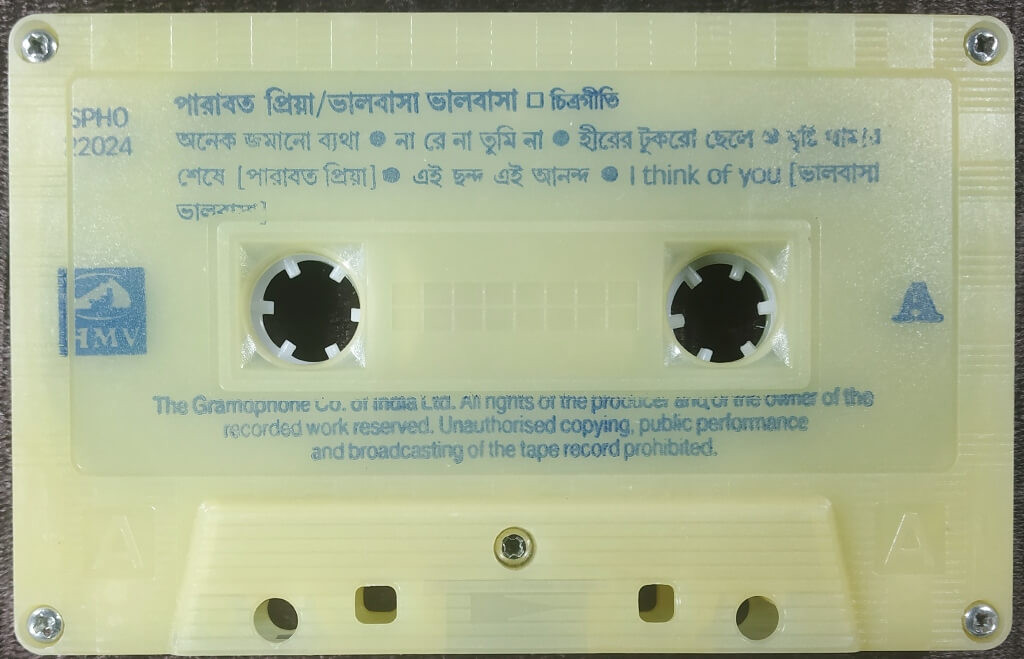 পারাবত প্রিয়া/ভালবাসা ভালবাসা □ চিত্রগীতি
SPHO
22024
অনেক জমানো ব্যথা ● না রে না তুমি না ● হীরের টুকরো ছেলে ●
শেষে [পারাবত প্রিয়া] ● এই ছন্দ এই আনন্দ ● I think of you [ভালবাসা
ভালবাসা]
HMV
A
The Gramophone Co. of India Ltd. All rights of the producer and/or the owner of the
recorded work reserved. Unauthorised copying, public performance
and broadcasting of the tape record prohibited.
A A